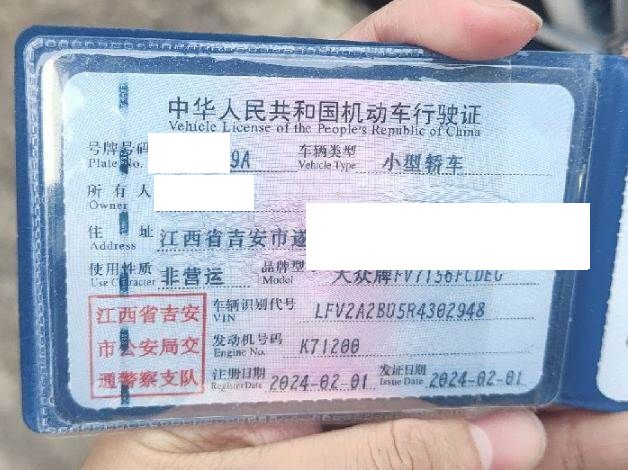 中华人民共和国机动车行驶证
Vehicle License of the People's Republic of China
号牌号码 9A 车辆类型 小型轿车
Plate No. Vehicle Type
所有人
Owner
住址 江西省吉安市遂
Address
使用性质 非营运 品牌型 大众牌FV7156FCDEG
Use Character Model
江西省吉安 车辆识别代号 LFV2A2BU5R4302948
VIN
市公安局交 发动机号码 K71200
Engine No.
通警察支队 注册日期 2024-02-01 发证日期 2024-02-01
Register Date Issue Date